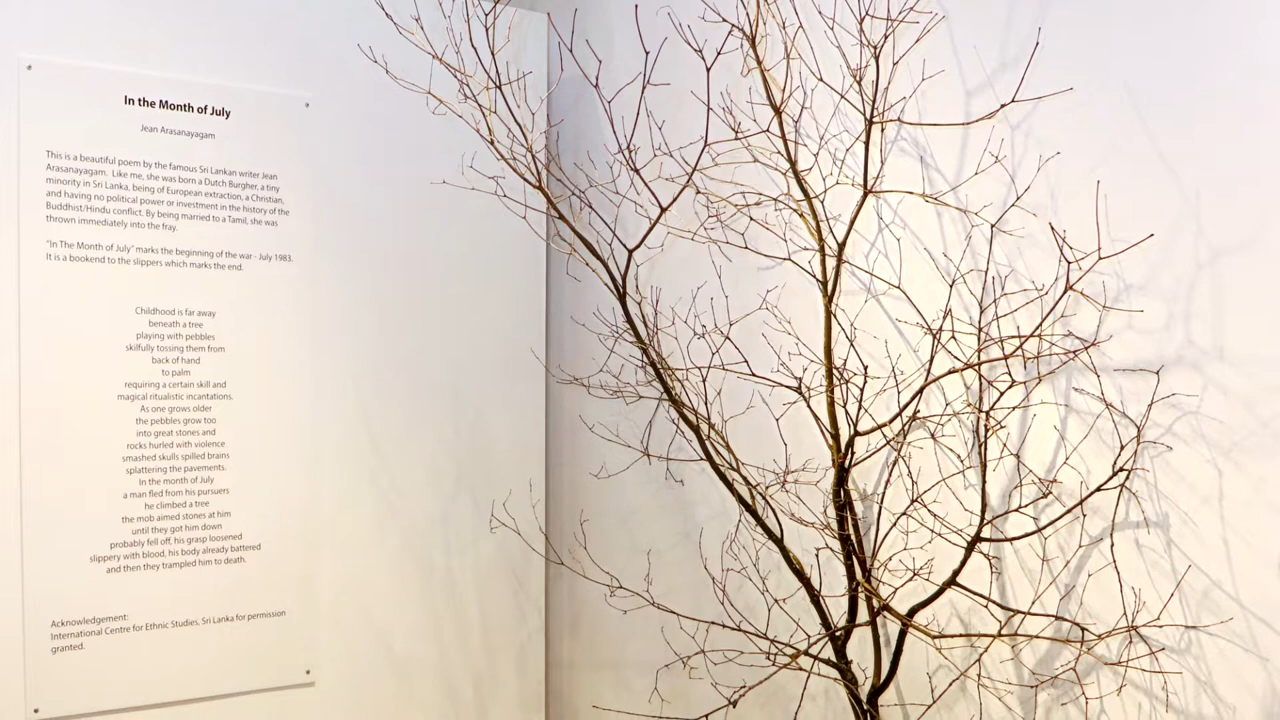 In the Month of July
Jean Arasanayagam
This is a beautiful poem by the famous Sri Lankan writer Jean
Arasanayagam. Like me, she was born a Dutch Burgher, a tiny
minority in Sri Lanka, being of European extraction, a Christian,
and having no political power or investment in the history of the
Buddhist/Hindu conflict. By being married to a Tamil, she was
thrown immediately into the fray.
"In The Month of July" marks the beginning of the war - July 1983.
It is a bookend to the slippers which marks the end.
Childhood is far away
beneath a tree
playing with pebbles
skilfully tossing them from
back of hand
to palm
requiring a certain skill and
magical ritualistic incantations.
As one grows older
the pebbles grow too
into great stones and
rocks hurled with violence
smashed skulls spilled brains
splattering the pavements.
In the month of July
a man fled from his pursuers
he climbed a tree
the mob aimed stones at him
until they got him down
probably fell off, his grasp loosened
slippery with blood, his body already battered
and then they trampled him to death.
Acknowledgement:
International Centre for Ethnic Studies, Sri Lanka for permission
granted.